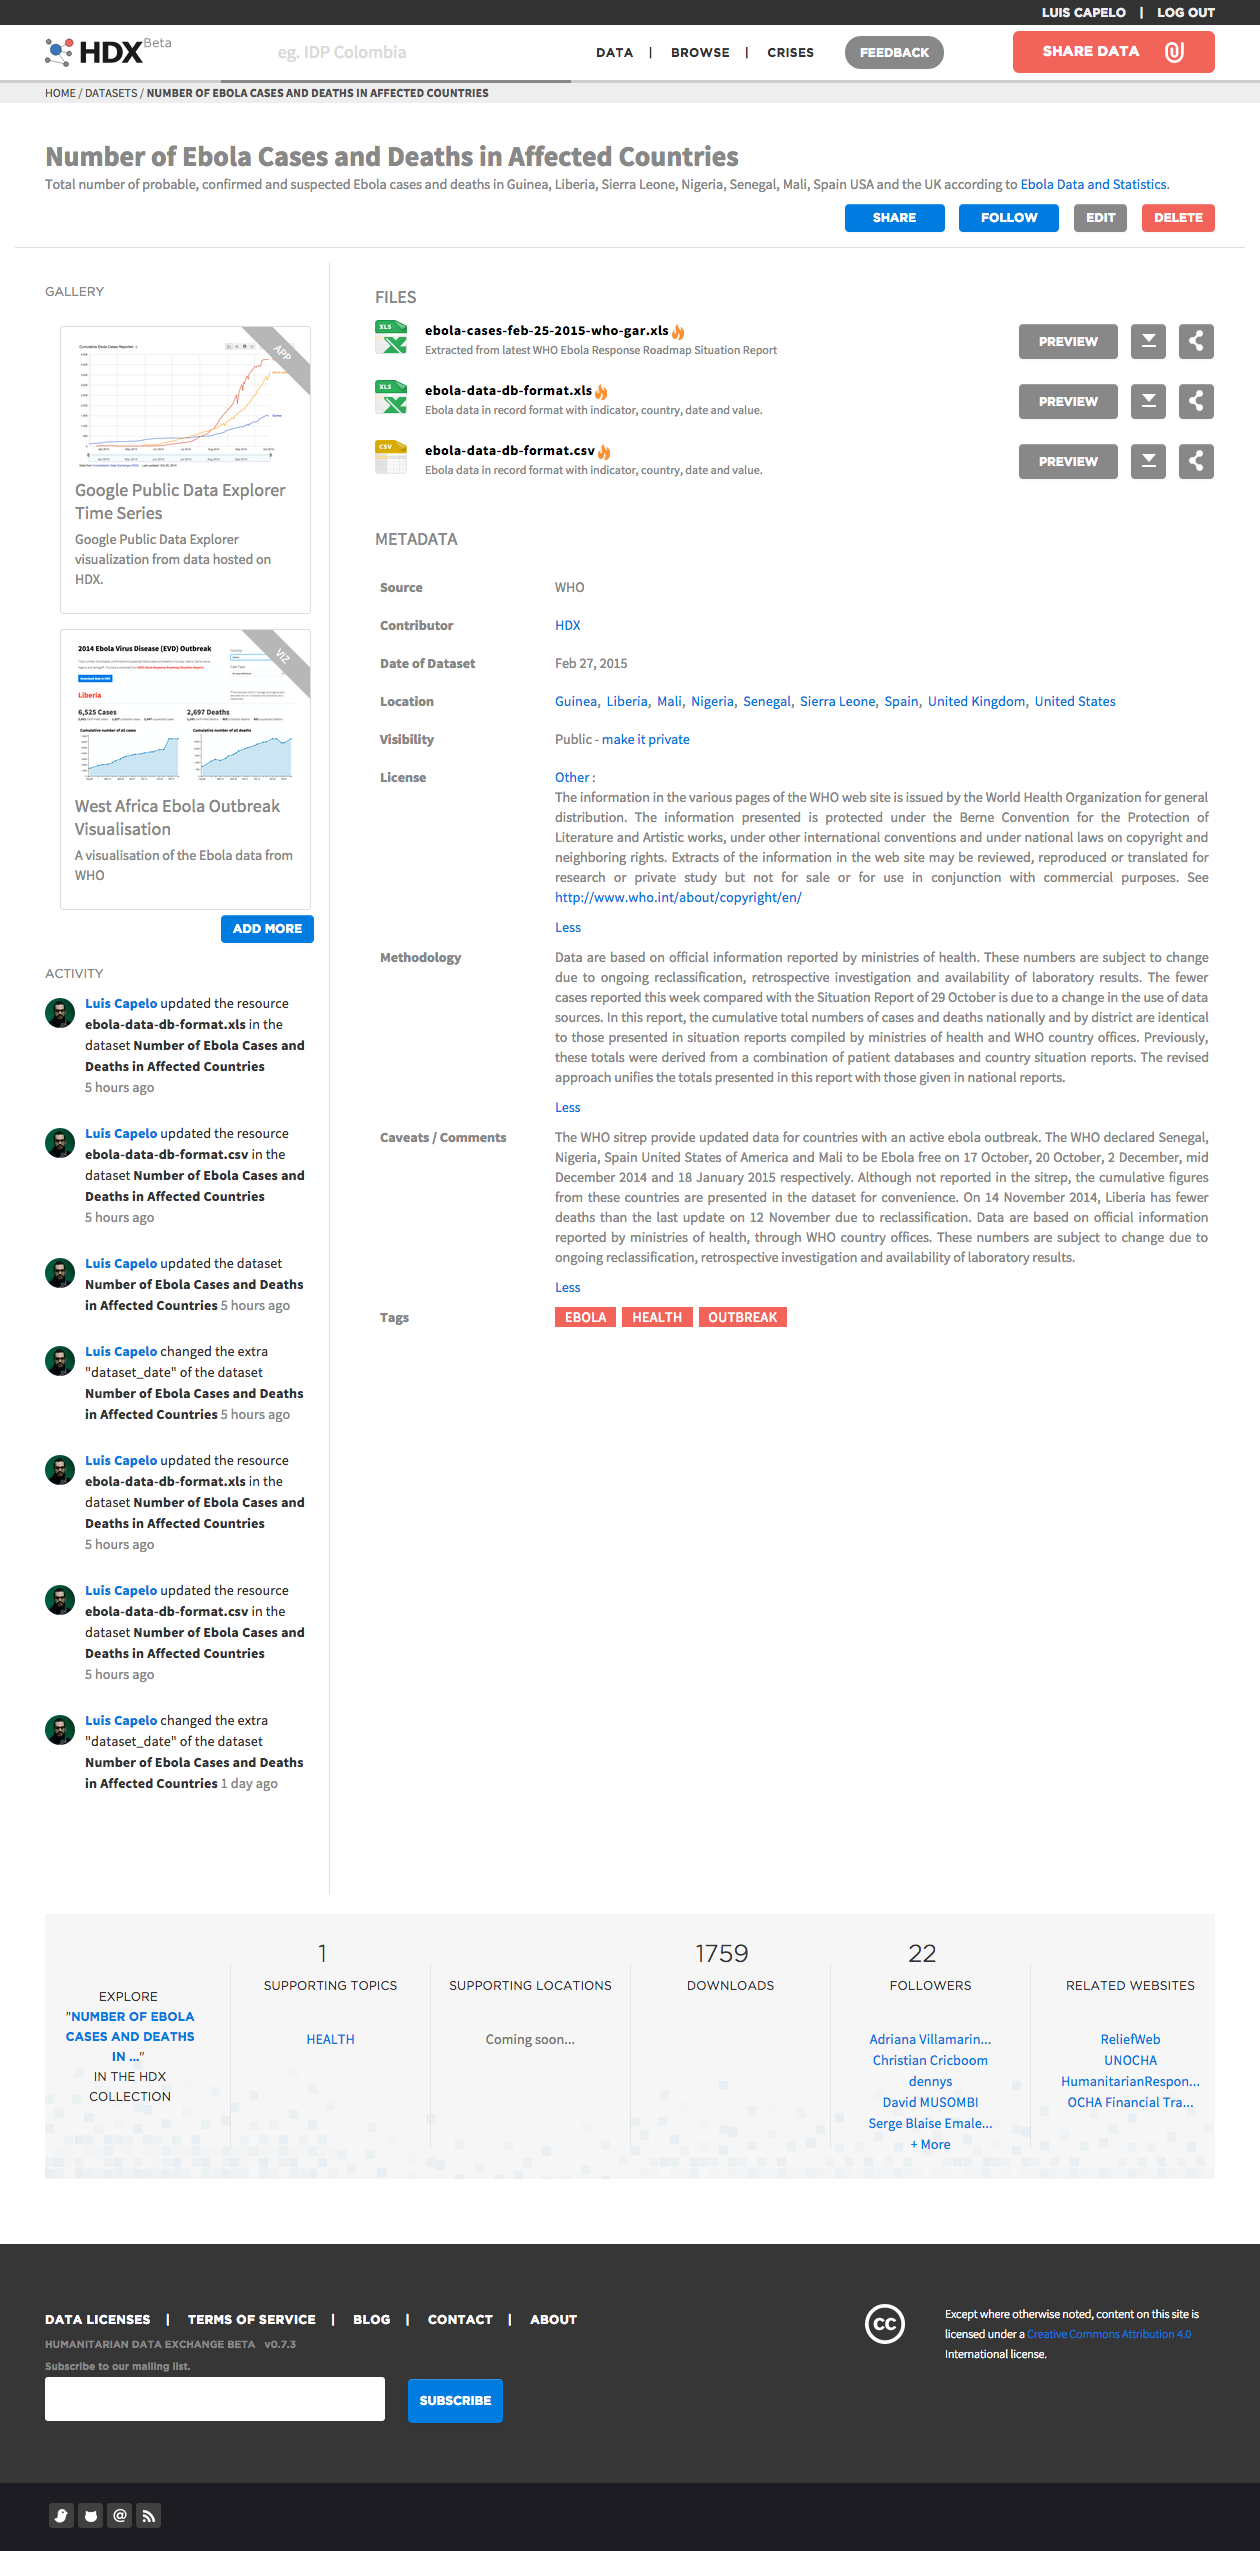 LUIS CAPELO | LOG OUT
HDX Beta
eg. IDP Colombia
DATA | BROWSE | CRISES
FEEDBACK
SHARE DATA
HOME / DATASETS / NUMBER OF EBOLA CASES AND DEATHS IN AFFECTED COUNTRIES
Number of Ebola Cases and Deaths in Affected Countries
Total number of probable, confirmed and suspected Ebola cases and deaths in Guinea, Liberia, Sierra Leone, Nigeria, Senegal, Mali, Spain USA and the UK according to Ebola Data and Statistics.
SHARE
FOLLOW
EDIT
DELETE
GALLERY
Cumulative Ebola Cases Reported
APP
Google Public Data Explorer
Time Series
Google Public Data Explorer
visualization from data hosted on
HDX.
2014 Ebola Virus Disease (EVD) Outbreak
VIZ
Liberia
6,525 Cases
2,697 Deaths
Cumulative number of all cases
Cumulative number of all deaths
West Africa Ebola Outbreak
Visualisation
A visualisation of the Ebola data from
WHO
ADD MORE
ACTIVITY
Luis Capelo updated the resource
ebola-data-db-format.xls in the
dataset Number of Ebola Cases and
Deaths in Affected Countries
5 hours ago
Luis Capelo updated the resource
ebola-data-db-format.csv in the
dataset Number of Ebola Cases and
Deaths in Affected Countries
5 hours ago
Luis Capelo updated the dataset
Number of Ebola Cases and Deaths
in Affected Countries 5 hours ago
Luis Capelo changed the extra
"dataset_date" of the dataset
Number of Ebola Cases and Deaths
in Affected Countries 5 hours ago
Luis Capelo updated the resource
ebola-data-db-format.xls in the
dataset Number of Ebola Cases and
Deaths in Affected Countries
5 hours ago
Luis Capelo updated the resource
ebola-data-db-format.csv in the
dataset Number of Ebola Cases and
Deaths in Affected Countries
5 hours ago
Luis Capelo changed the extra
"dataset_date" of the dataset
Number of Ebola Cases and Deaths
in Affected Countries 1 day ago
FILES
XLS
ebola-cases-feb-25-2015-who-gar.xls
Extracted from latest WHO Ebola Response Roadmap Situation Report
PREVIEW
XLS
ebola-data-db-format.xls
Ebola data in record format with indicator, country, date and value.
PREVIEW
CSV
ebola-data-db-format.csv
Ebola data in record format with indicator, country, date and value.
PREVIEW
METADATA
Source WHO
Contributor HDX
Date of Dataset Feb 27, 2015
Location Guinea, Liberia, Mali, Nigeria, Senegal, Sierra Leone, Spain, United Kingdom, United States
Visibility Public - make it private
License Other :
The information in the various pages of the WHO web site is issued by the World Health Organization for general
distribution. The information presented is protected under the Berne Convention for the Protection of
Literature and Artistic works, under other international conventions and under national laws on copyright and
neighboring rights. Extracts of the information in the web site may be reviewed, reproduced or translated for
research or private study but not for sale or for use in conjunction with commercial purposes. See
http://www.who.int/about/copyright/en/
Less
Methodology Data are based on official information reported by ministries of health. These numbers are subject to change
due to ongoing reclassification, retrospective investigation and availability of laboratory results. The fewer
cases reported this week compared with the Situation Report of 29 October is due to a change in the use of data
sources. In this report, the cumulative total numbers of cases and deaths nationally and by district are identical
to those presented in situation reports compiled by ministries of health and WHO country offices. Previously,
these totals were derived from a combination of patient databases and country situation reports. The revised
approach unifies the totals presented in this report with those given in national reports.
Less
Caveats / Comments The WHO sitrep provide updated data for countries with an active ebola outbreak. The WHO declared Senegal,
Nigeria, Spain United States of America and Mali to be Ebola free on 17 October, 20 October, 2 December, mid
December 2014 and 18 January 2015 respectively. Although not reported in the sitrep, the cumulative figures
from these countries are presented in the dataset for convenience. On 14 November 2014, Liberia has fewer
deaths than the last update on 12 November due to reclassification. Data are based on official information
reported by ministries of health, through WHO country offices. These numbers are subject to change due to
ongoing reclassification, retrospective investigation and availability of laboratory results.
Less
Tags EBOLA HEALTH OUTBREAK
EXPLORE
"NUMBER OF EBOLA
CASES AND DEATHS
IN ..."
IN THE HDX
COLLECTION
1
SUPPORTING TOPICS
HEALTH
SUPPORTING LOCATIONS
Coming soon...
1759
DOWNLOADS
22
FOLLOWERS
Adriana Villamarin...
Christian Cricboom
dennys
David MUSOMBI
Serge Blaise Emale...
+ More
RELATED WEBSITES
ReliefWeb
UNOCHA
HumanitarianRespon...
OCHA Financial Tra...
DATA LICENSES | TERMS OF SERVICE | BLOG | CONTACT | ABOUT
HUMANITARIAN DATA EXCHANGE BETA v0.7.3
Subscribe to our mailing list.
SUBSCRIBE
cc
Except where otherwise noted, content on this site is
licensed under a Creative Commons Attribution 4.0
International license.